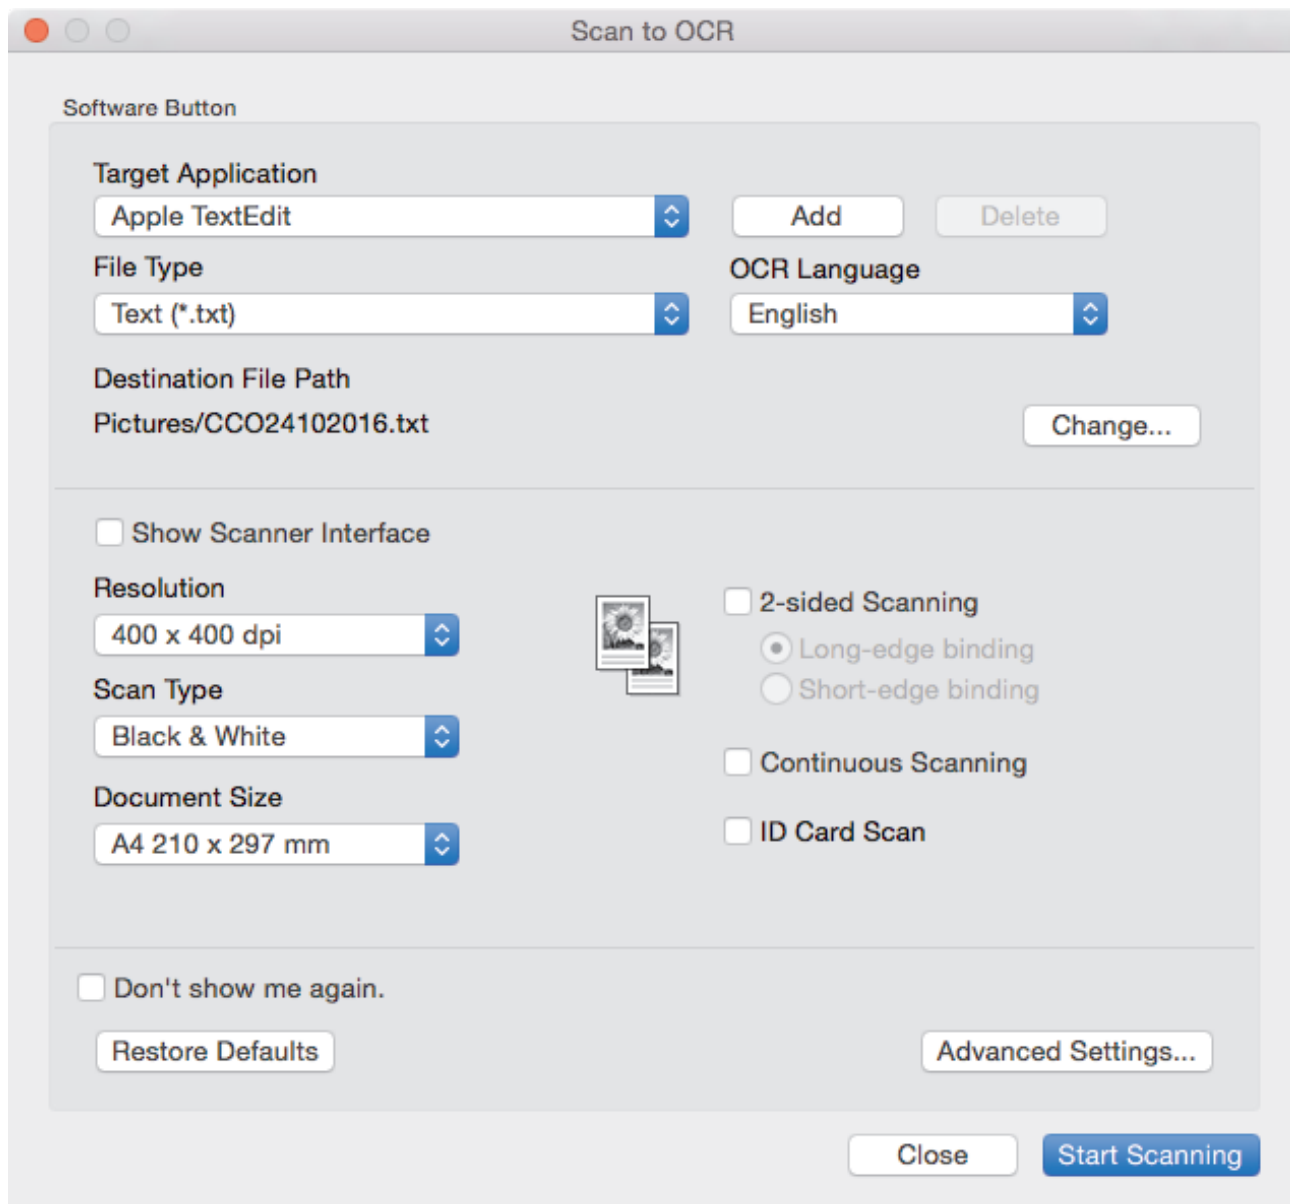 Scan to OCR
Software Button
Target Application
Apple TextEdit
Add
Delete
File Type
OCR Language
Text (*.txt)
English
Destination File Path
Pictures/CCO24102016.txt
Change...
Show Scanner Interface
Resolution
400 x 400 dpi
2-sided Scanning
Long-edge binding
Short-edge binding
Scan Type
Black & White
Continuous Scanning
Document Size
A4 210 x 297 mm
ID Card Scan
Don't show me again.
Restore Defaults
Advanced Settings...
Close
Start Scanning